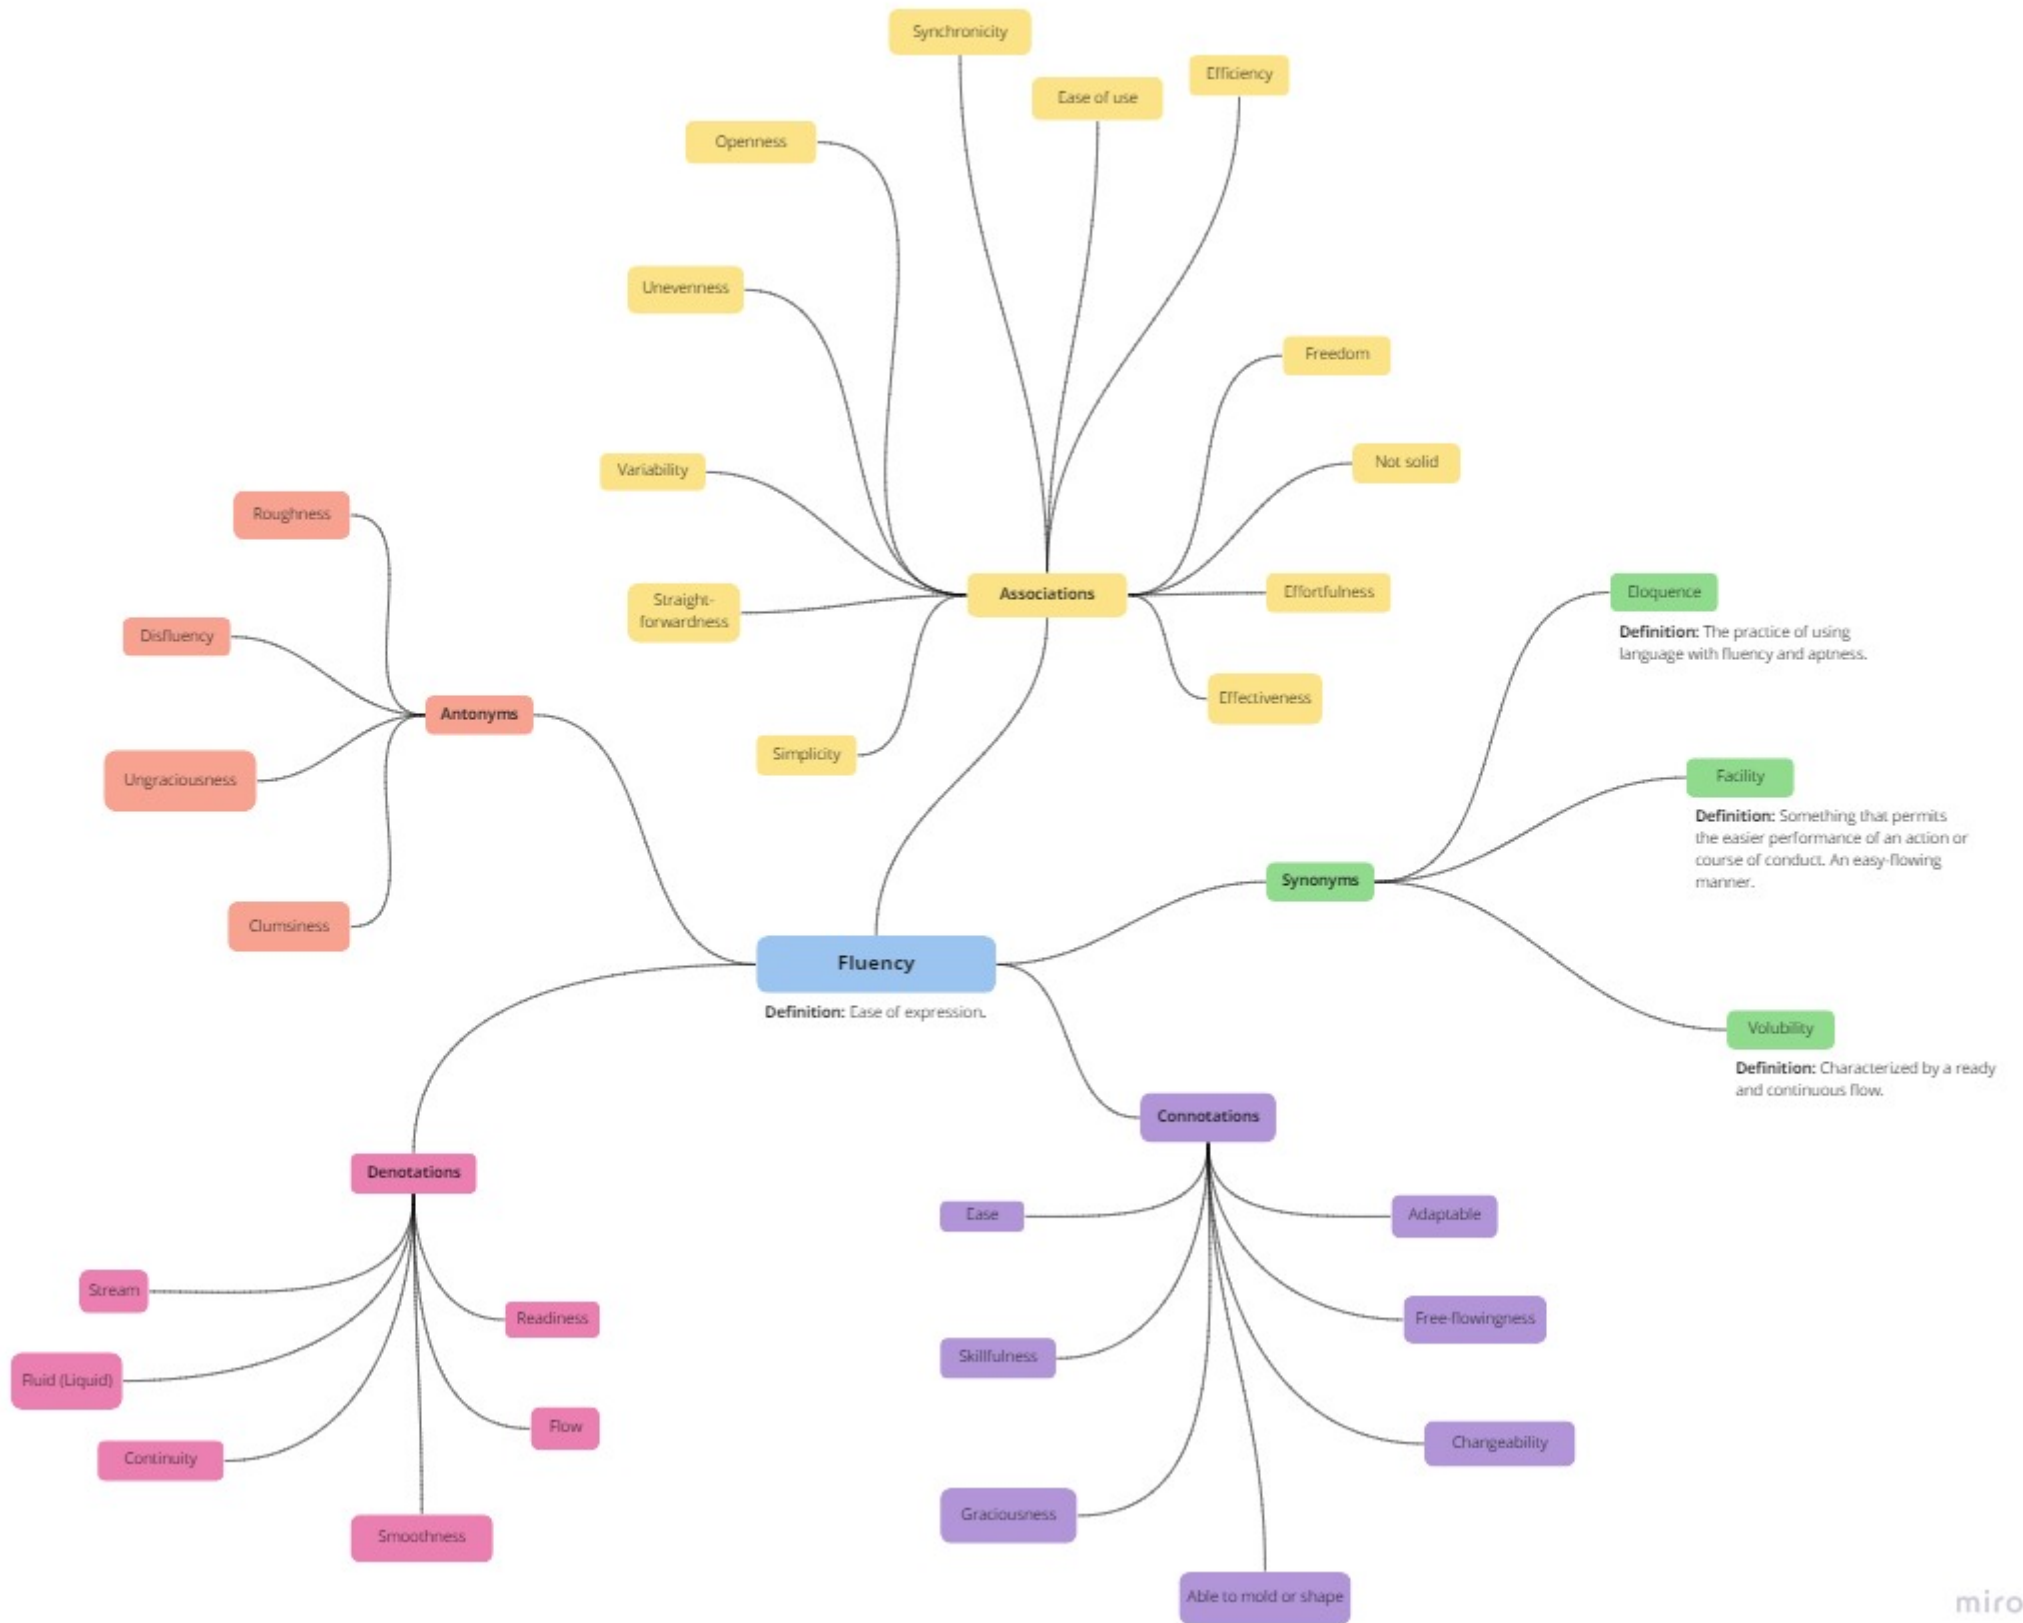 Synchronicity
Efficiency
Ease of use
Openness
Unevenness
Freedom
Not solid
Variability
Roughness
Associations
Effortfulness
Straight-
forwardness
Eloquence
Definition: The practice of using
language with fluency and aptness.
Disfluency
Effectiveness
Antonyms
Simplicity
Ungraciousness
Facility
Definition: Something that permits
the easier performance of an action or
course of conduct. An easy-flowing
manner.
Synonyms
Clumsiness
Fluency
Definition: Ease of expression.
Volubility
Definition: Characterized by a ready
and continuous flow.
Connotations
Denotations
Ease
Adaptable
Stream
Readiness
Free-flowingness
Skillfulness
Fluid (Liquid)
Flow
Changeability
Continuity
Graciousness
Smoothness
Able to mold or shape
miro